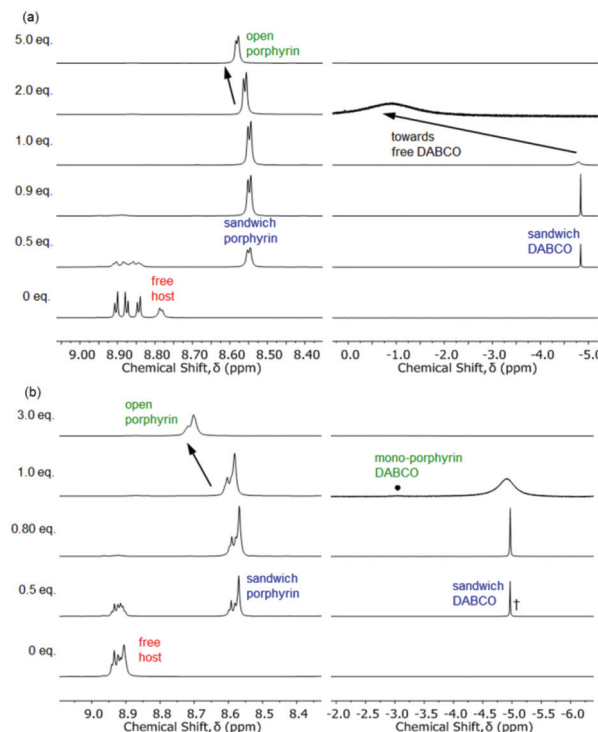 (a)
5.0 eq.
open
porphyrin
2.0 eq.
towards
free DABCO
1.0 eq.
0.9 eq.
sandwich
porphyrin
sandwich
DABCO
0.5 eq.
free
host
0 eq.
9.00 8.90 8.80 8.70 8.60 8.50 8.40
0.0 -1.0 -2.0 -3.0 -4.0 -5.0
Chemical Shift, δ (ppm)
Chemical Shift, δ (ppm)
(b)
3.0 eq.
open
porphyrin
1.0 eq.
mono-porphyrin
DABCO
•
0.80 eq.
0.5 eq.
sandwich
porphyrin
sandwich
DABCO †
0 eq.
free
host
9.0 8.9 8.8 8.7 8.6 8.5 8.4
-2.0 -2.5 -3.0 -3.5 -4.0 -4.5 -5.0 -5.5 -6.0
Chemical Shift, δ (ppm)
Chemical Shift, δ (ppm)